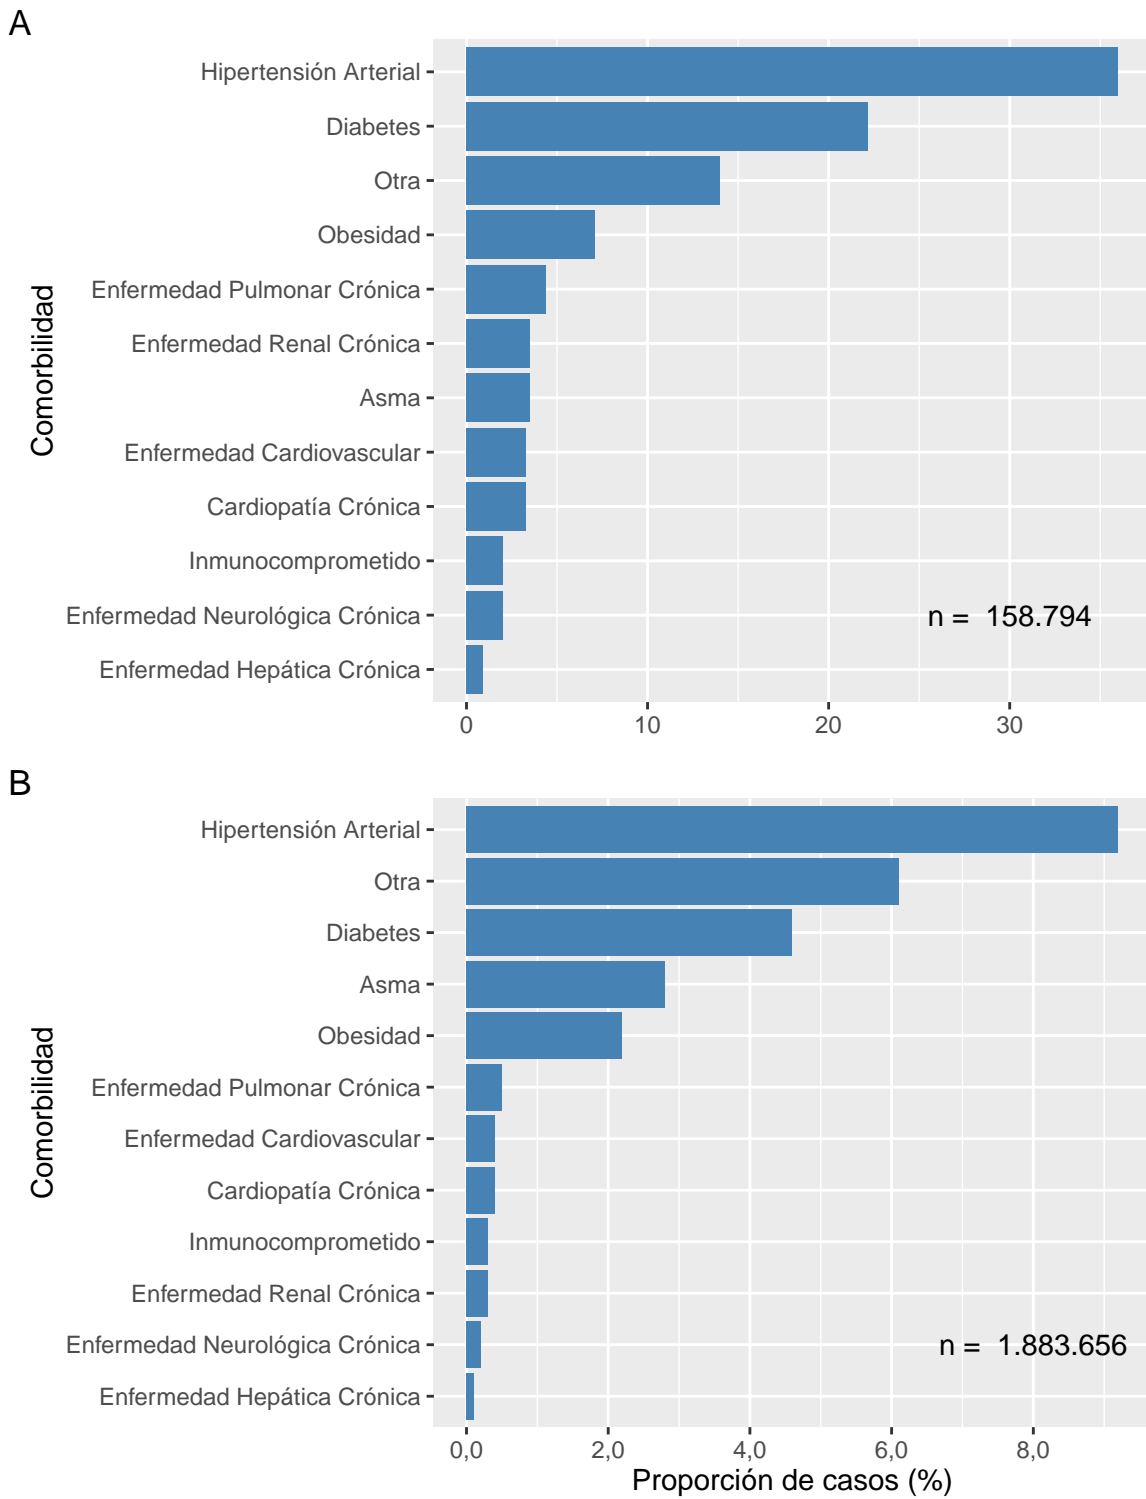 A
Hipertensión Arterial
Diabetes
Otra
Obesidad
Enfermedad Pulmonar Crónica
Enfermedad Renal Crónica
Asma
Enfermedad Cardiovascular
Cardiopatía Crónica
Inmunocomprometido
Enfermedad Neurológica Crónica
Enfermedad Hepática Crónica
Comorbilidad
n = 158.794
0 10 20 30
B
Hipertensión Arterial
Otra
Diabetes
Asma
Obesidad
Enfermedad Pulmonar Crónica
Enfermedad Cardiovascular
Cardiopatía Crónica
Inmunocomprometido
Enfermedad Renal Crónica
Enfermedad Neurológica Crónica
Enfermedad Hepática Crónica
Comorbilidad
n = 1.883.656
0,0 2,0 4,0 6,0 8,0
Proporción de casos (%)